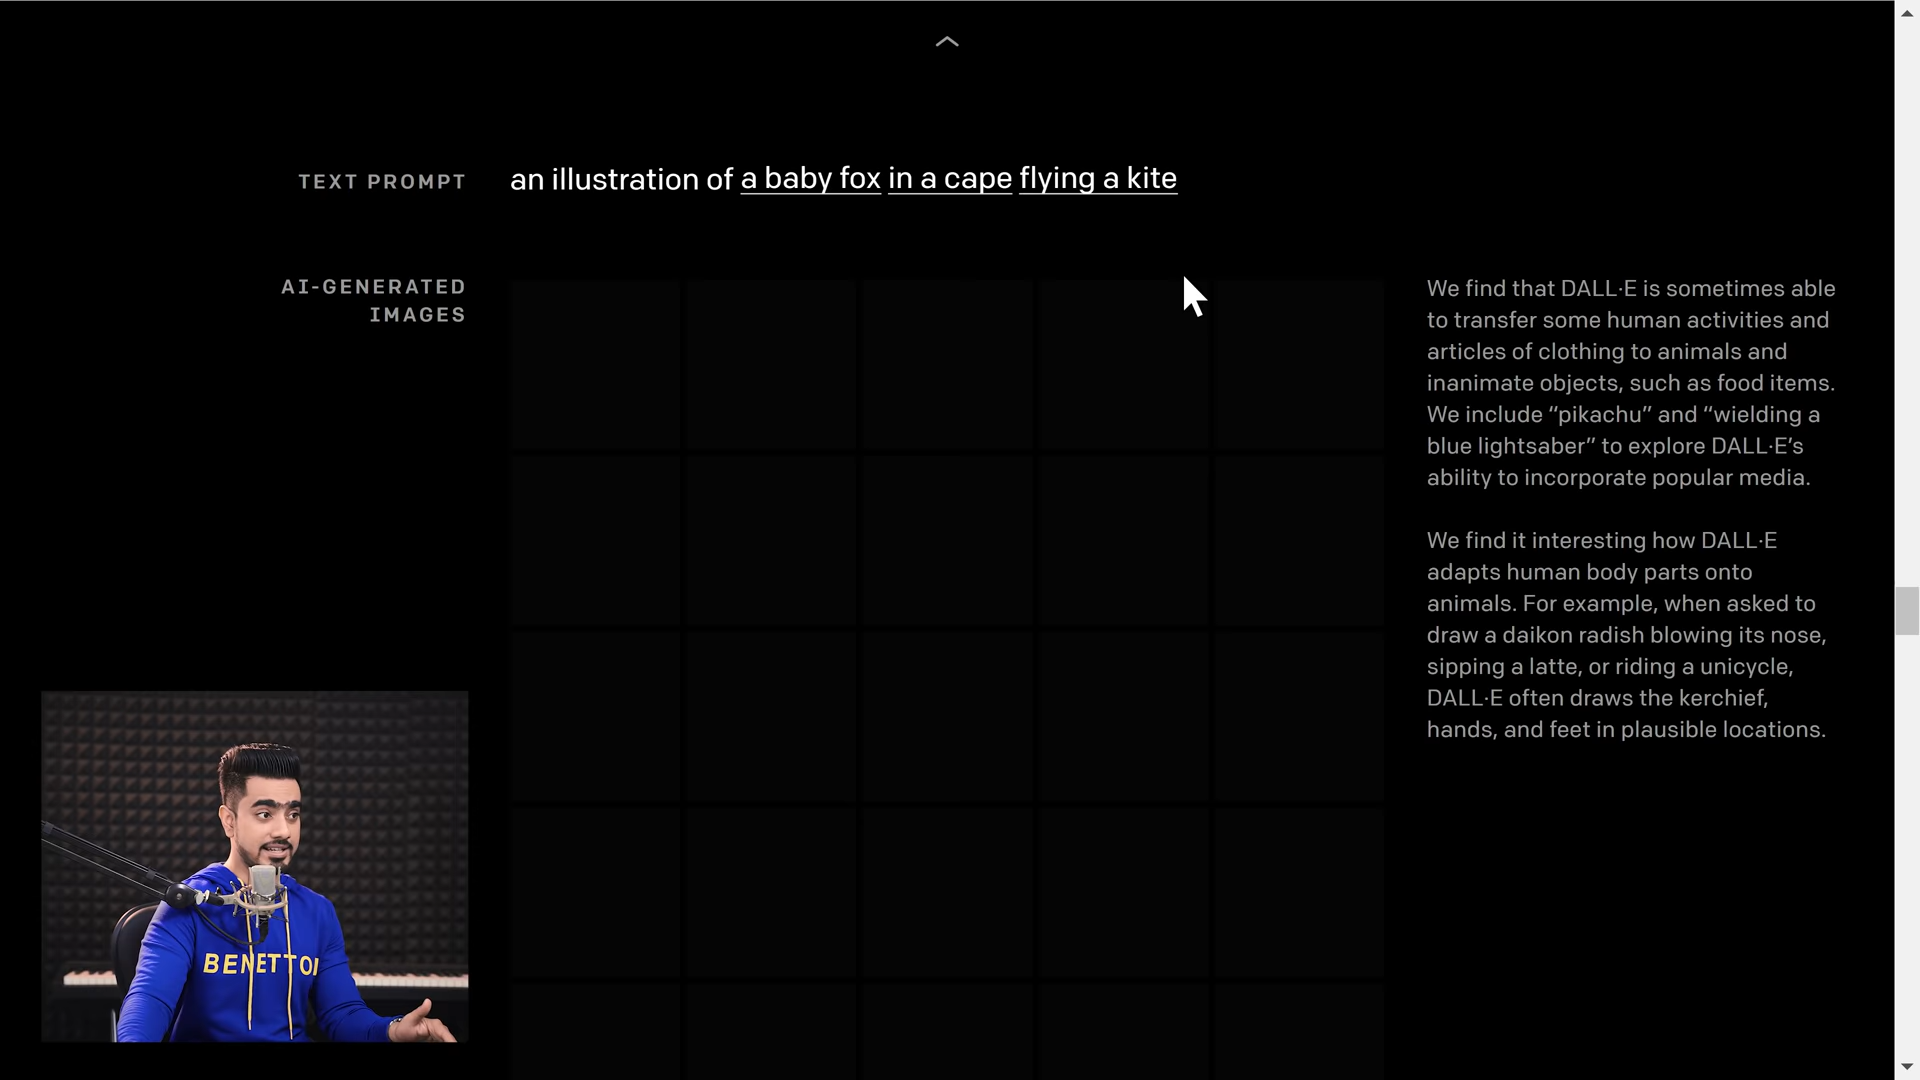 TEXT PROMPT
an illustration of a baby fox in a cape flying a kite
AI-GENERATED
IMAGES
We find that DALL·E is sometimes able
to transfer some human activities and
articles of clothing to animals and
inanimate objects, such as food items.
We include “pikachu” and “wielding a
blue lightsaber” to explore DALL·E’s
ability to incorporate popular media.
We find it interesting how DALL·E
adapts human body parts onto
animals. For example, when asked to
draw a daikon radish blowing its nose,
sipping a latte, or riding a unicycle,
DALL·E often draws the kerchief,
hands, and feet in plausible locations.